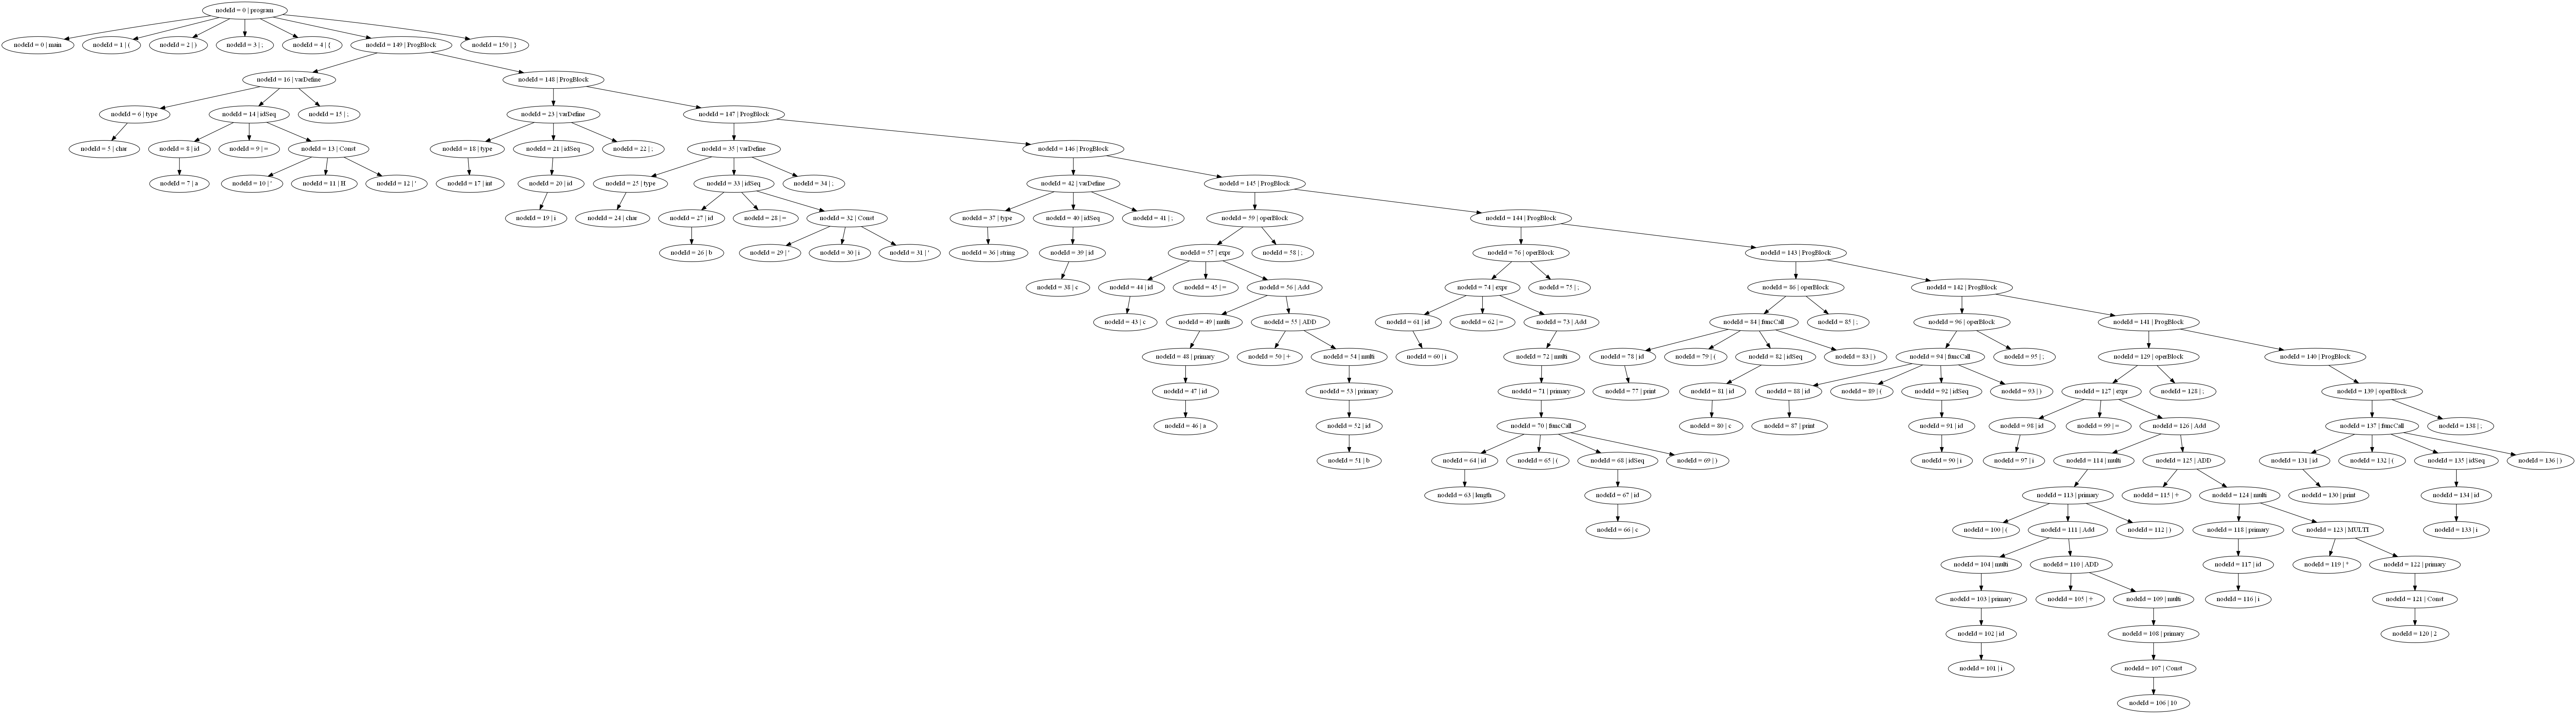 nodeId = 0 | program
nodeId = 0 | main
nodeId = 1 | (
nodeId = 2 | )
nodeId = 3 | ;
nodeId = 4 | {
nodeId = 149 | ProgBlock
nodeId = 150 | }
nodeId = 16 | varDefine
nodeId = 148 | ProgBlock
nodeId = 6 | type
nodeId = 14 | idSeq
nodeId = 15 | ;
nodeId = 23 | varDefine
nodeId = 147 | ProgBlock
nodeId = 5 | char
nodeId = 8 | id
nodeId = 9 | =
nodeId = 13 | Const
nodeId = 18 | type
nodeId = 21 | idSeq
nodeId = 22 | ;
nodeId = 35 | varDefine
nodeId = 146 | ProgBlock
nodeId = 7 | a
nodeId = 10 | '
nodeId = 11 | H
nodeId = 12 | '
nodeId = 17 | int
nodeId = 20 | id
nodeId = 25 | type
nodeId = 33 | idSeq
nodeId = 34 | ;
nodeId = 42 | varDefine
nodeId = 145 | ProgBlock
nodeId = 19 | i
nodeId = 24 | char
nodeId = 27 | id
nodeId = 28 | =
nodeId = 32 | Const
nodeId = 37 | type
nodeId = 40 | idSeq
nodeId = 41 | ;
nodeId = 59 | operBlock
nodeId = 144 | ProgBlock
nodeId = 26 | b
nodeId = 29 | '
nodeId = 30 | i
nodeId = 31 | '
nodeId = 36 | string
nodeId = 39 | id
nodeId = 57 | expr
nodeId = 58 | ;
nodeId = 76 | operBlock
nodeId = 143 | ProgBlock
nodeId = 38 | c
nodeId = 44 | id
nodeId = 45 | =
nodeId = 56 | Add
nodeId = 74 | expr
nodeId = 75 | ;
nodeId = 86 | operBlock
nodeId = 142 | ProgBlock
nodeId = 43 | c
nodeId = 49 | multi
nodeId = 55 | ADD
nodeId = 61 | id
nodeId = 62 | =
nodeId = 73 | Add
nodeId = 84 | funcCall
nodeId = 85 | ;
nodeId = 96 | operBlock
nodeId = 141 | ProgBlock
nodeId = 48 | primary
nodeId = 50 | +
nodeId = 54 | multi
nodeId = 60 | i
nodeId = 72 | multi
nodeId = 78 | id
nodeId = 79 | (
nodeId = 82 | idSeq
nodeId = 83 | )
nodeId = 94 | funcCall
nodeId = 95 | ;
nodeId = 129 | operBlock
nodeId = 140 | ProgBlock
nodeId = 47 | id
nodeId = 53 | primary
nodeId = 71 | primary
nodeId = 77 | print
nodeId = 81 | id
nodeId = 88 | id
nodeId = 89 | (
nodeId = 92 | idSeq
nodeId = 93 | )
nodeId = 127 | expr
nodeId = 128 | ;
nodeId = 139 | operBlock
nodeId = 46 | a
nodeId = 52 | id
nodeId = 70 | funcCall
nodeId = 80 | c
nodeId = 87 | print
nodeId = 91 | id
nodeId = 98 | id
nodeId = 99 | =
nodeId = 126 | Add
nodeId = 137 | funcCall
nodeId = 138 | ;
nodeId = 51 | b
nodeId = 64 | id
nodeId = 65 | (
nodeId = 68 | idSeq
nodeId = 69 | )
nodeId = 90 | i
nodeId = 97 | i
nodeId = 114 | multi
nodeId = 125 | ADD
nodeId = 131 | id
nodeId = 132 | (
nodeId = 135 | idSeq
nodeId = 136 | )
nodeId = 63 | length
nodeId = 67 | id
nodeId = 113 | primary
nodeId = 115 | +
nodeId = 124 | multi
nodeId = 130 | print
nodeId = 134 | id
nodeId = 66 | c
nodeId = 100 | (
nodeId = 111 | Add
nodeId = 112 | )
nodeId = 118 | primary
nodeId = 123 | MULTI
nodeId = 133 | i
nodeId = 104 | multi
nodeId = 110 | ADD
nodeId = 117 | id
nodeId = 119 | *
nodeId = 122 | primary
nodeId = 103 | primary
nodeId = 105 | +
nodeId = 109 | multi
nodeId = 116 | i
nodeId = 121 | Const
nodeId = 102 | id
nodeId = 108 | primary
nodeId = 120 | 2
nodeId = 101 | i
nodeId = 107 | Const
nodeId = 106 | 10